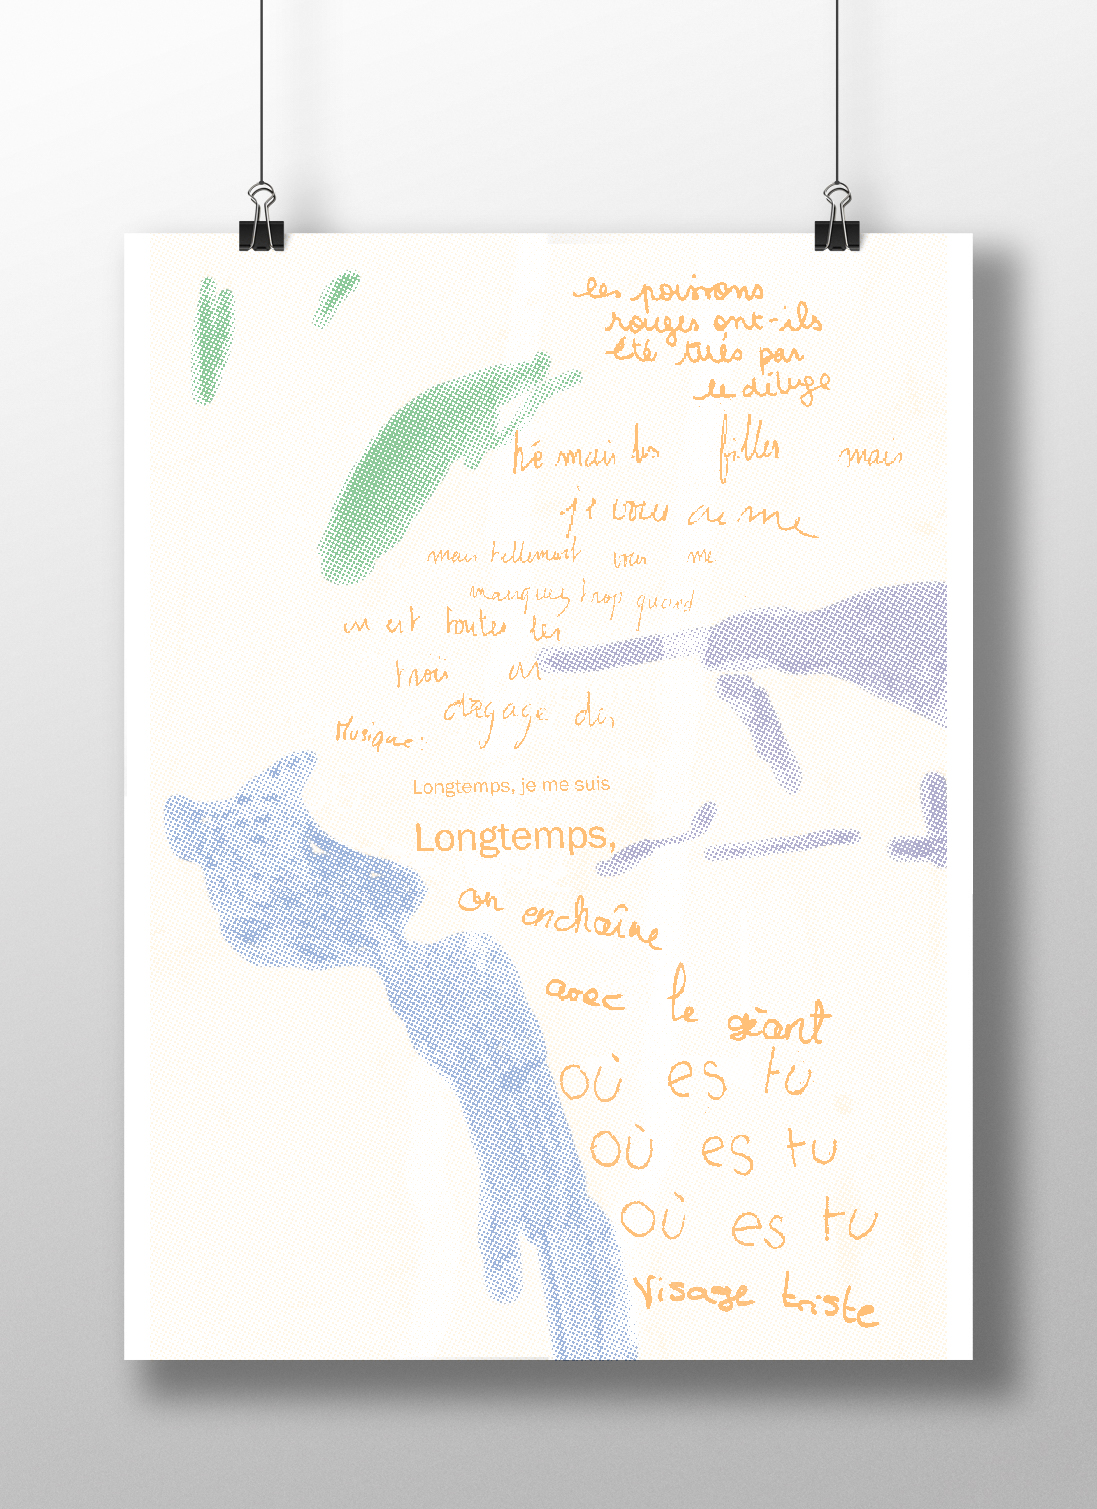 les poissons
rouges ont-ils
été tués par
le déluge
hé mais les filles mais
je vous aime
mais tellement vous me
manquez trop quand
on est toutes les
trois on
dégage des
Musique:
Longtemps, je me suis
Longtemps,
on enchaîne
avec le géant
où es tu
où es tu
où es tu
visage triste